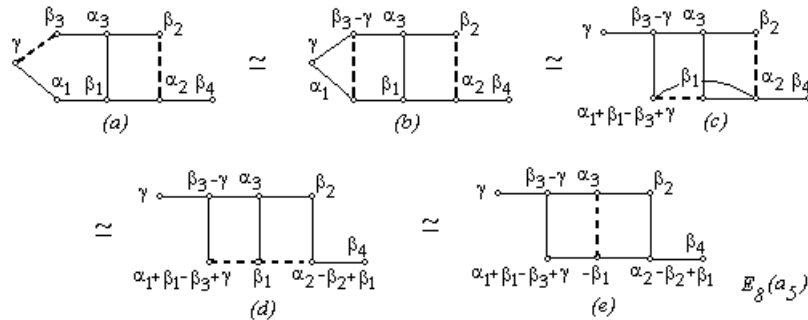 β3 α3 β2
γ
α1 β1 α2 β4
(a)
≃
β3-γ α3 β2
γ
α1 β1 α2 β4
(b)
≃
γ β3-γ α3 β2
β1 α2 β4
α1+β1-β3+γ
(c)
≃
γ β3-γ α3 β2
β4
α1+β1-β3+γ β1 α2-β2+β1
(d)
≃
γ β3-γ α3 β2
β4
α1+β1-β3+γ -β1 α2-β2+β1
(e)
E8(a5)